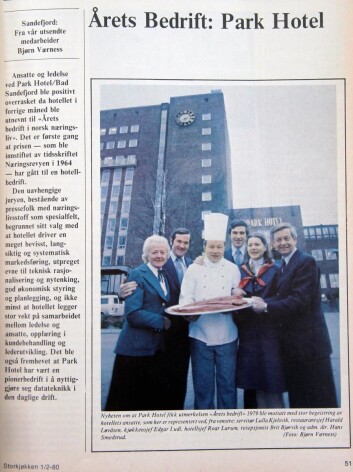 Sandefjord:
Fra vår utsendte
medarbeider
Bjørn Værness
Årets Bedrift: Park Hotel
Ansatte og ledelse
ved Park Hotel/Bad
Sandefjord ble positivt
overrasket da hotellet i
forrige måned ble
utnevnt til «Årets
bedrift i norsk nærings-
liv». Det er første gang
at prisen — som ble
innstiftet av tidsskriftet
Næringsrevyen i 1964
— har gått til en hotell-
bedrift.
Den uavhengige
juryen, bestående av
pressefolk med nærings-
livsstoff som spesialfelt,
begrunnet sitt valg med
at hotellet driver en
meget bevisst, lang-
siktig og systematisk
markedsføring, utpreget
evne til teknisk rasjo-
nalisering og nytenking,
god økonomisk styring
og planlegging, og ikke
minst at hotellet legger
stor vekt på samarbeidet
mellom ledelse og
ansatte, opplæring i
kundebehandling og
lederutvikling. Det ble
også fremhevet at Park
Hotel har vært en
pionerbedrift i å nyttig-
gjøre seg datateknikk i
den daglige drift.
PARK HOTEL
Nyheten om at Park Hotel fikk utmerkelsen «Årets bedrift» 1979 ble mottatt med stor begeistring av
hotellets ansatte, som her er representert ved, fra venstre: servitør Lalla Kjelsvik, restaurantsjef Harald
Lauritzen, kjøkkensjef Edgar Ludl, hotellsjef Roar Larsen, resepsjonist Brit Bjørvik og adm. dir. Hans
Smedsrud.
(Foto: Bjørn Værness)
Storkjøkken 1/2-80
51